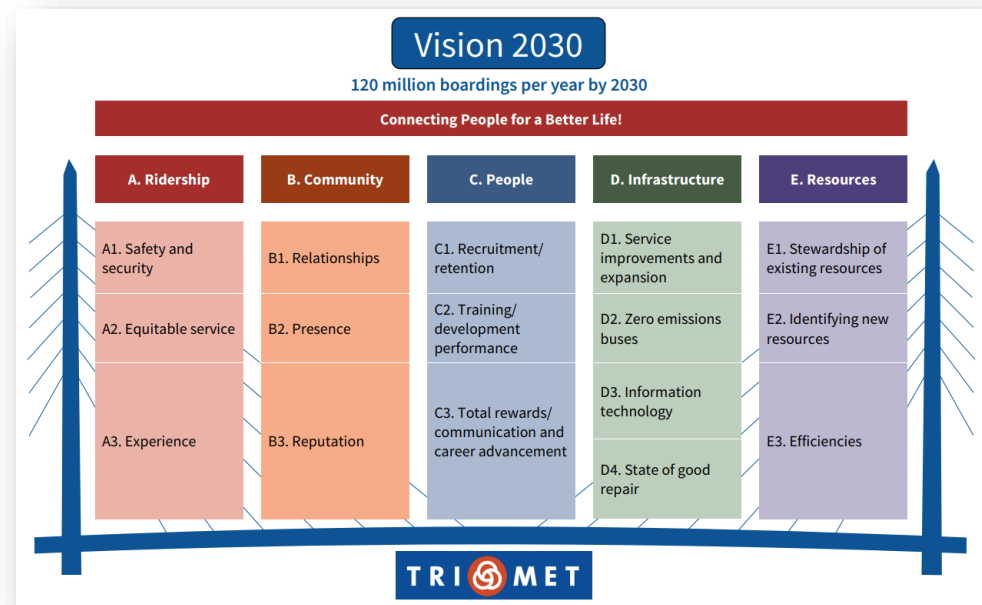 Vision 2030
120 million boardings per year by 2030
Connecting People for a Better Life!
A. Ridership
B. Community
C. People
D. Infrastructure
E. Resources
A1. Safety and
security
B1. Relationships
C1. Recruitment/
retention
D1. Service
improvements and
expansion
E1. Stewardship of
existing resources
A2. Equitable service
B2. Presence
C2. Training/
development
performance
D2. Zero emissions
buses
E2. Identifying new
resources
A3. Experience
B3. Reputation
C3. Total rewards/
communication and
career advancement
D3. Information
technology
D4. State of good
repair
E3. Efficiencies
TRI MET